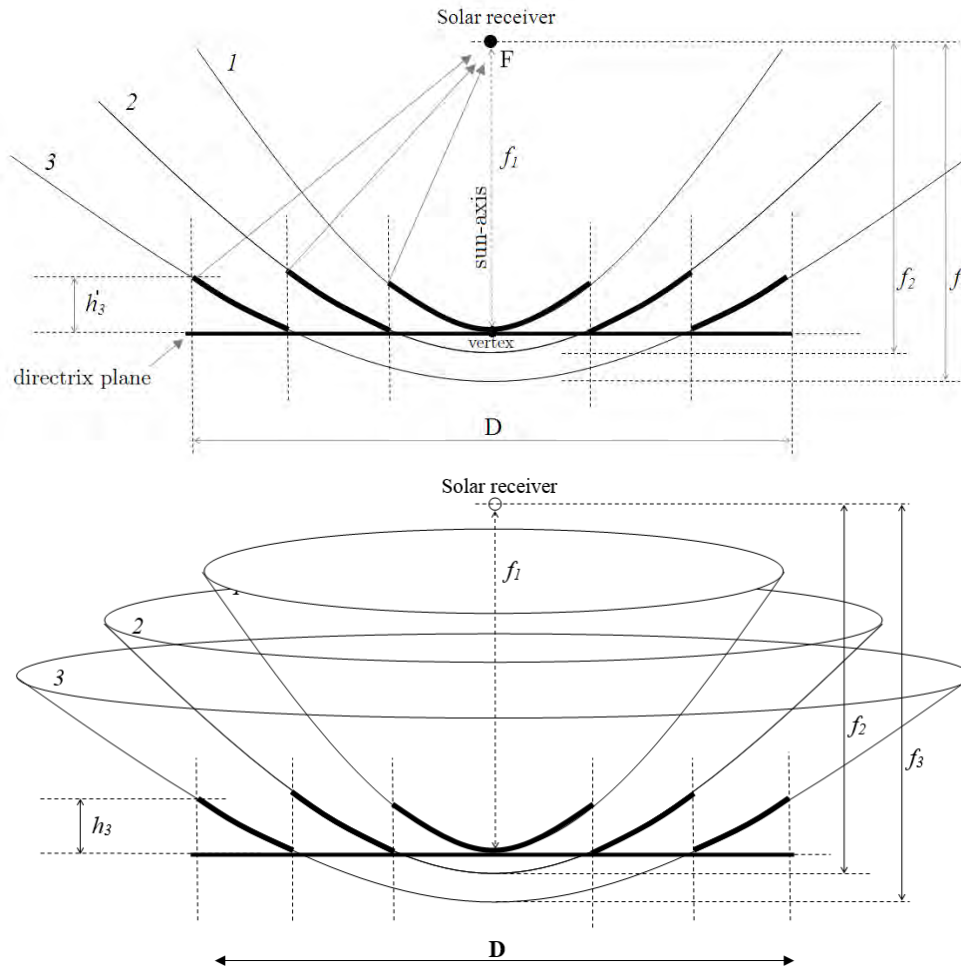 Solar receiver
F
1
2
3
f1
f2
f
sun-axis
h'3
vertex
directrix plane
D
Solar receiver
f1
2
3
f2
f3
h3
D